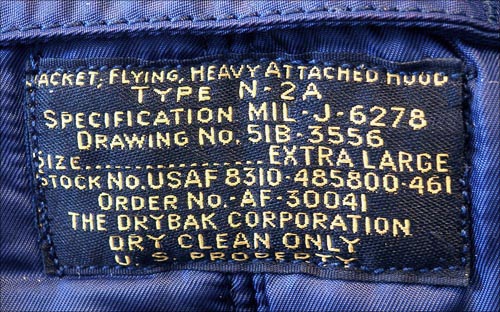 JACKET, FLYING, HEAVY ATTACHED HOOD
TYPE N-2A
SPECIFICATION MIL-J-6278
DRAWING NO. 51B-3556
SIZE....................EXTRA LARGE
STOCK NO. USAF 8310-485800-461
ORDER NO.-AF-30041
THE DRYBAK CORPORATION
DRY CLEAN ONLY
U.S. PROPERTY